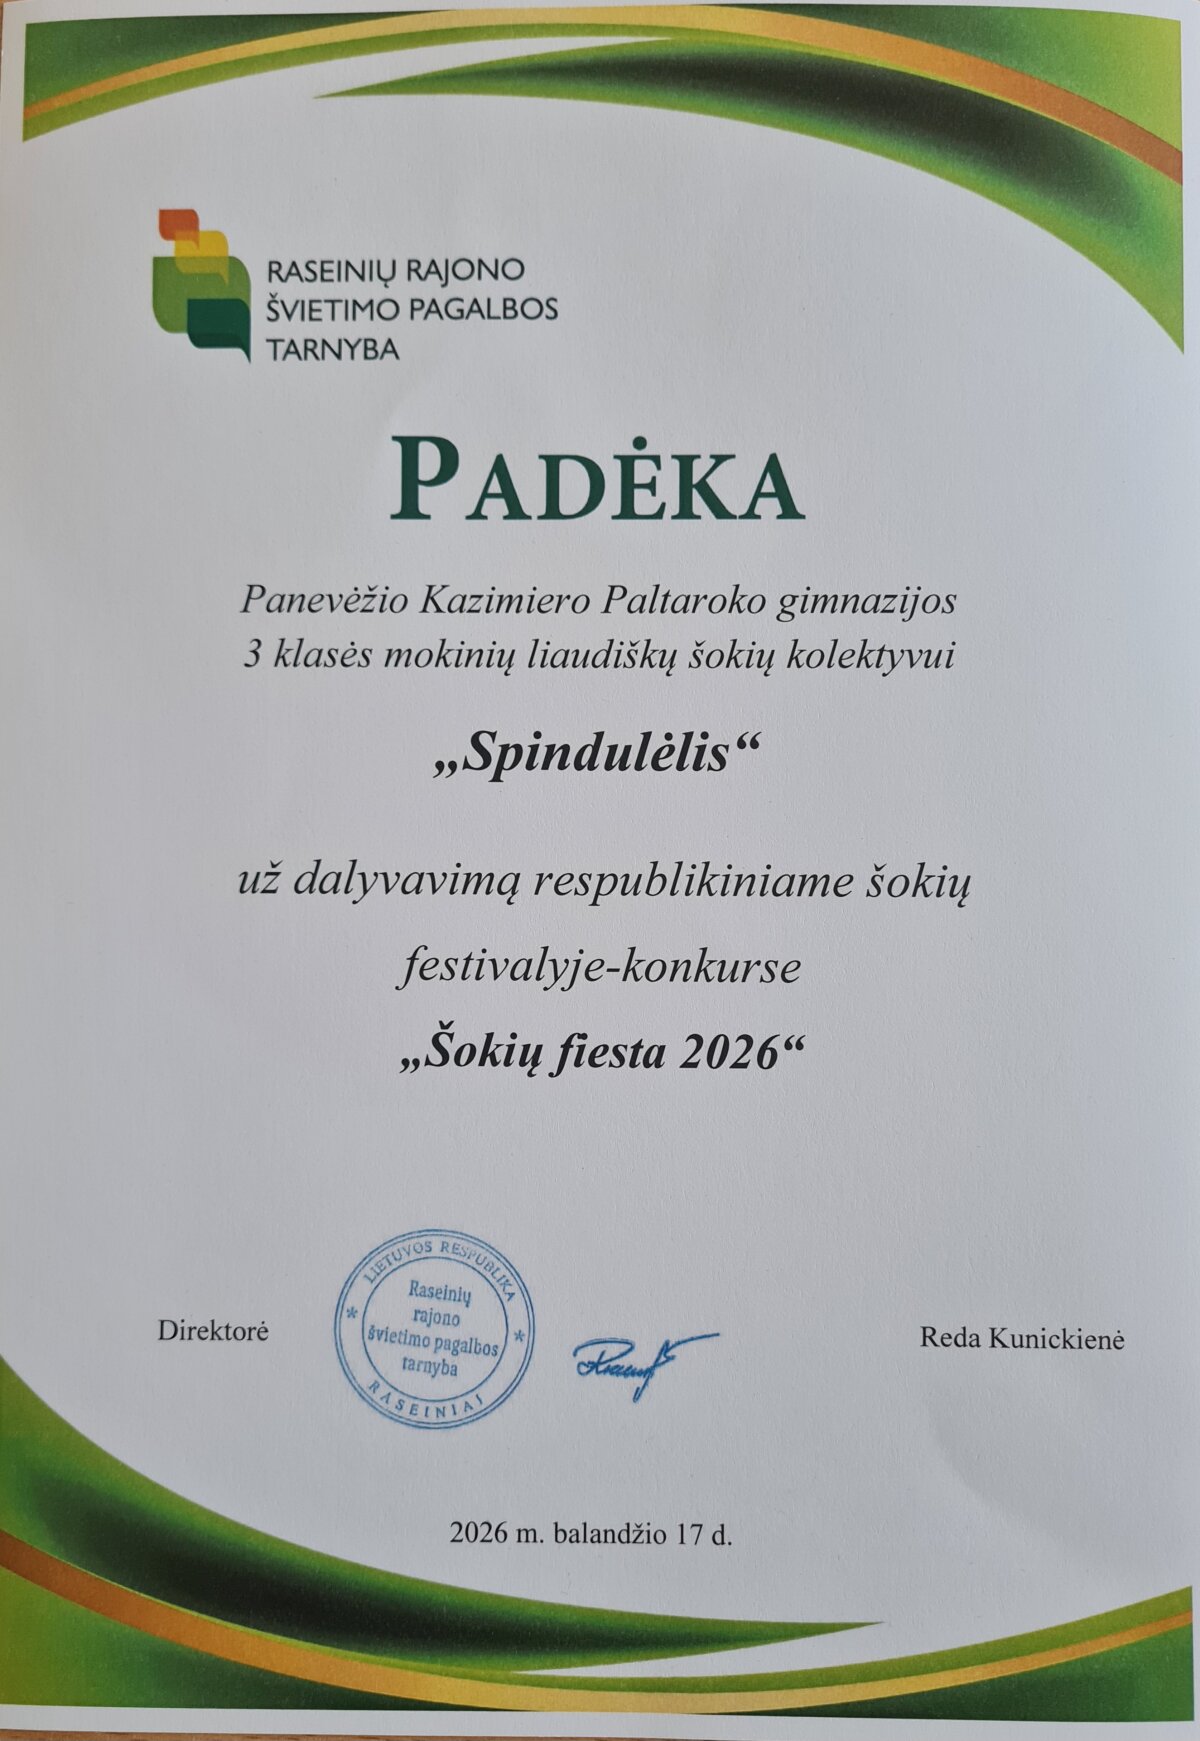 RASEINIŲ RAJONO
ŠVIETIMO PAGALBOS
TARNYBA
PADĖKA
Panevėžio Kazimiero Paltaroko gimnazijos
3 klasės mokinių liaudiškų šokių kolektyvui
„Spindulėlis“
už dalyvavimą respublikiniame šokių
festivalyje-konkurse
„Šokių fiesta 2026“
Direktorė
LIETUVOS RESPUBLIKA
Raseinių
rajono
švietimo pagalbos
tarnyba
* RASEINIAI *
Reda Kunickienė
2026 m. balandžio 17 d.